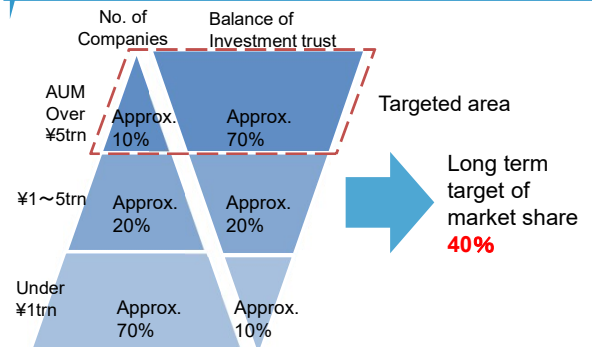 No. of
Companies
Balance of
Investment trust
AUM
Over
¥5trn
Approx.
10%
Approx.
70%
Targeted area
¥1～5trn
Approx.
20%
Approx.
20%
Long term
target of
market share
40%
Under
¥1trn
Approx.
70%
Approx.
10%